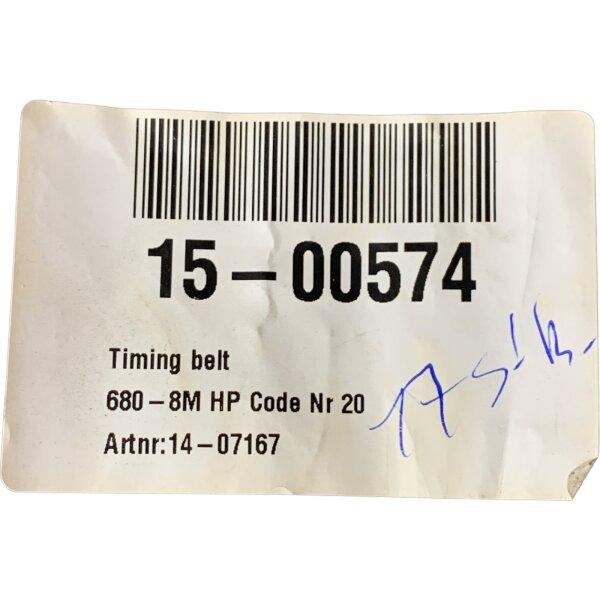 15-00574
Timing belt
680-8M HP Code Nr 20
Artnr:14-07167